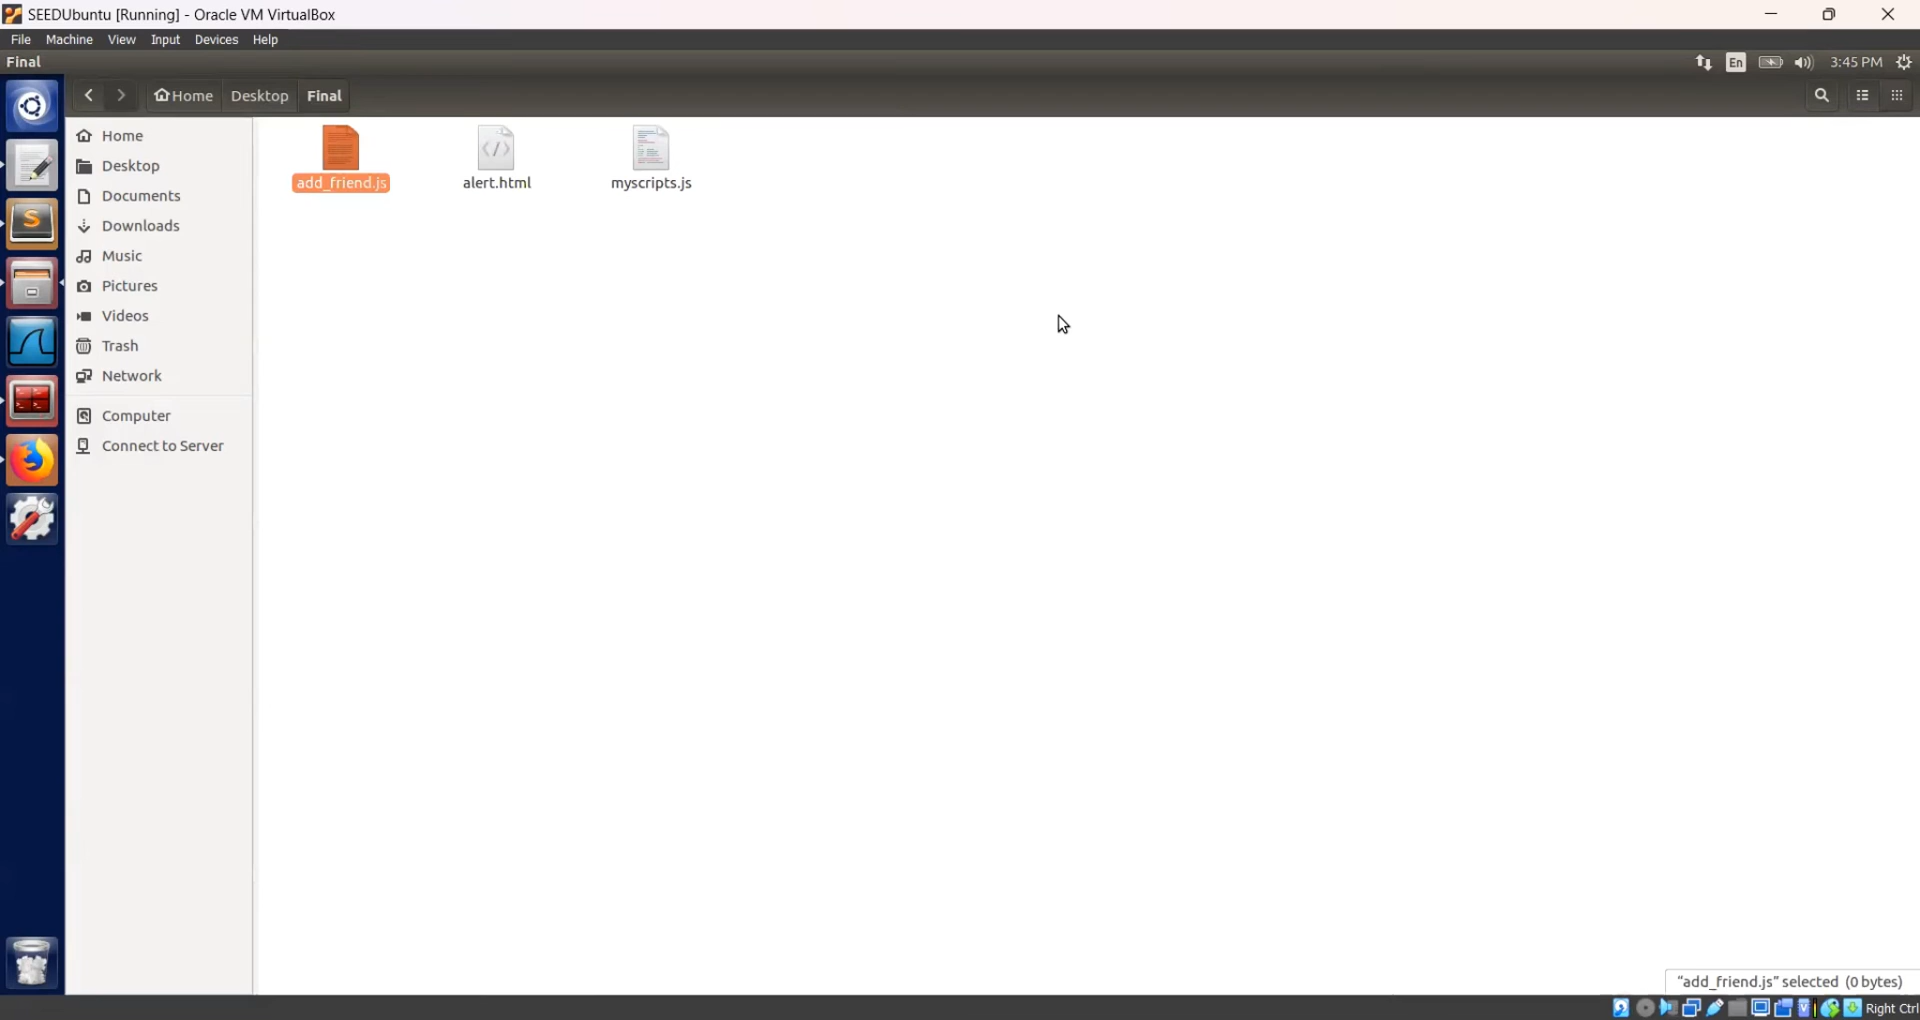 SEEDUbuntu [Running] - Oracle VM VirtualBox
File Machine View Input Devices Help
Final En 3:45 PM
Home Desktop Final
Home
Desktop
Documents
Downloads
Music
Pictures
Videos
Trash
Network
Computer
Connect to Server
add_friend.js alert.html myscripts.js
"add_friend.js" selected (0 bytes)
Right Ctrl